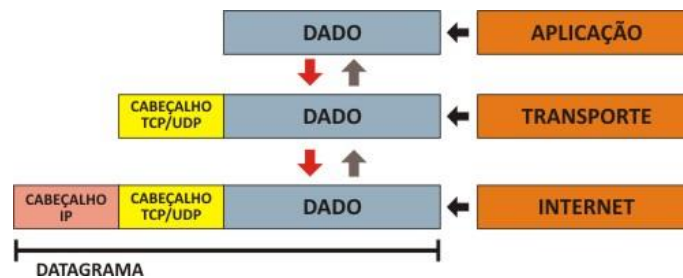 DADO
APLICAÇÃO
CABEÇALHO
TCP/UDP
DADO
TRANSPORTE
CABEÇALHO
IP
CABEÇALHO
TCP/UDP
DADO
INTERNET
DATAGRAMA